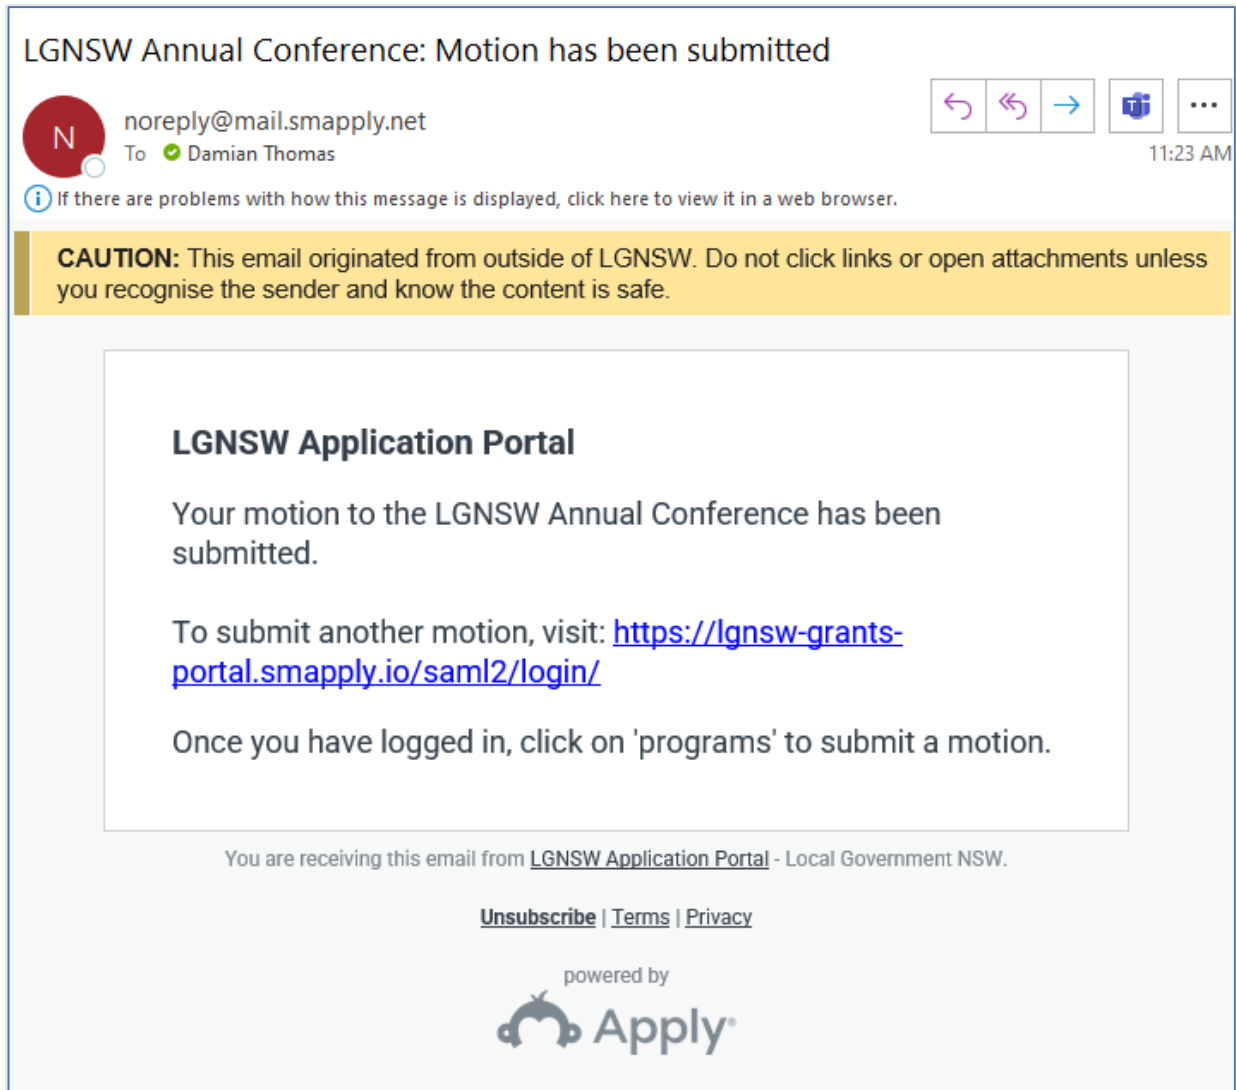 LGNSW Annual Conference: Motion has been submitted
N
noreply@mail.smapply.net
To Damian Thomas
11:23 AM
If there are problems with how this message is displayed, click here to view it in a web browser.
CAUTION: This email originated from outside of LGNSW. Do not click links or open attachments unless
you recognise the sender and know the content is safe.
LGNSW Application Portal
Your motion to the LGNSW Annual Conference has been
submitted.
To submit another motion, visit: https://lgnsw-grants-
portal.smapply.io/saml2/login/
Once you have logged in, click on 'programs' to submit a motion.
You are receiving this email from LGNSW Application Portal - Local Government NSW.
Unsubscribe | Terms | Privacy
powered by
Apply®